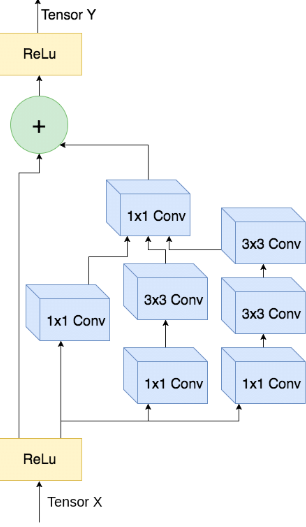 Tensor Y
ReLu
+
1x1 Conv
3x3 Conv
1x1 Conv
3x3 Conv
3x3 Conv
1x1 Conv
1x1 Conv
ReLu
Tensor X